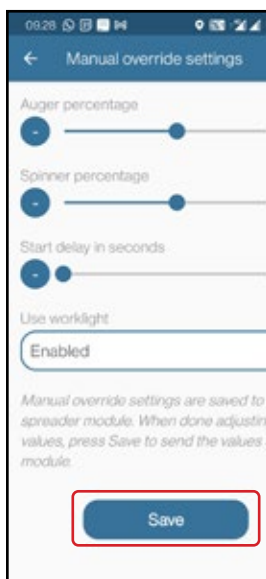 09.28
Manual override settings
Auger percentage
-
Spinner percentage
-
Start delay in seconds
-
Use worklight
Enabled
Manual override settings are saved to
spreader module. When done adjustin
values, press Save to send the values
module.
Save